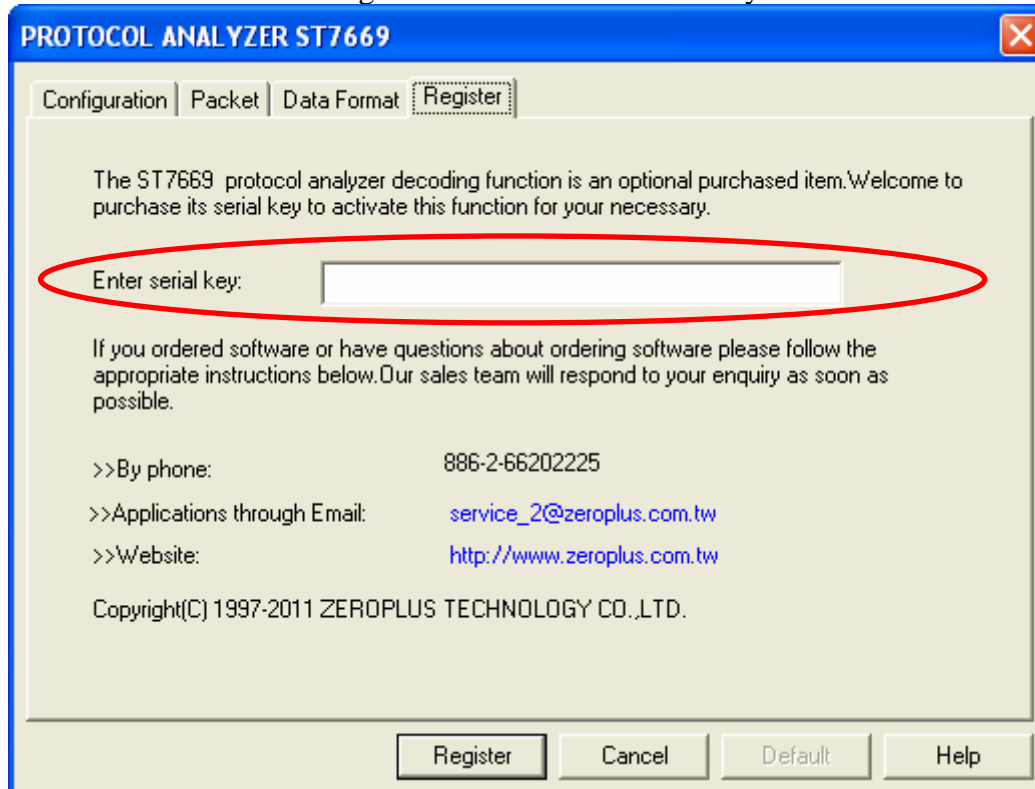 PROTOCOL ANALYZER ST7669
Configuration Packet Data Format Register
The ST7669 protocol analyzer decoding function is an optional purchased item.Welcome to
purchase its serial key to activate this function for your necessary.
Enter serial key:
If you ordered software or have questions about ordering software please follow the
appropriate instructions below.Our sales team will respond to your enquiry as soon as
possible.
>>By phone: 886-2-66202225
>>Applications through Email: service_2@zeroplus.com.tw
>>Website: http://www.zeroplus.com.tw
Copyright(C) 1997-2011 ZEROPLUS TECHNOLOGY CO.,LTD.
Register Cancel Default Help